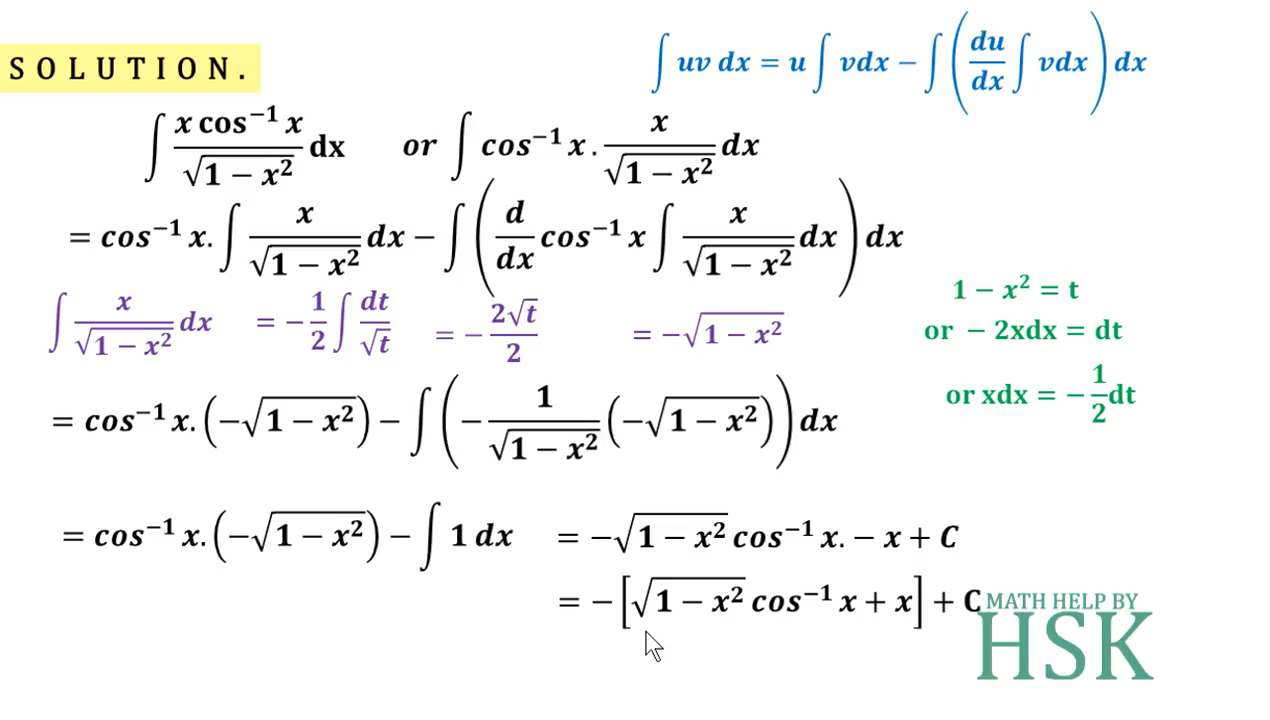 SOLUTION.
∫ uv dx = u ∫ vdx − ∫ (du/dx ∫ vdx) dx
∫ x cos⁻¹ x / √(1 − x²) dx or ∫ cos⁻¹ x . x / √(1 − x²) dx
= cos⁻¹ x. ∫ x / √(1 − x²) dx − ∫ (d/dx cos⁻¹ x ∫ x / √(1 − x²) dx) dx
∫ x / √(1 − x²) dx = −1/2 ∫ dt/√t = − 2√t / 2 = −√(1 − x²)
1 − x² = t
or − 2xdx = dt
or xdx = −1/2 dt
= cos⁻¹ x. (−√(1 − x²)) − ∫ (− 1 / √(1 − x²) (−√(1 − x²))) dx
= cos⁻¹ x. (−√(1 − x²)) − ∫ 1 dx = −√(1 − x²) cos⁻¹ x. − x + C
= −[√(1 − x²) cos⁻¹ x + x] + C
MATH HELP BY
HSK